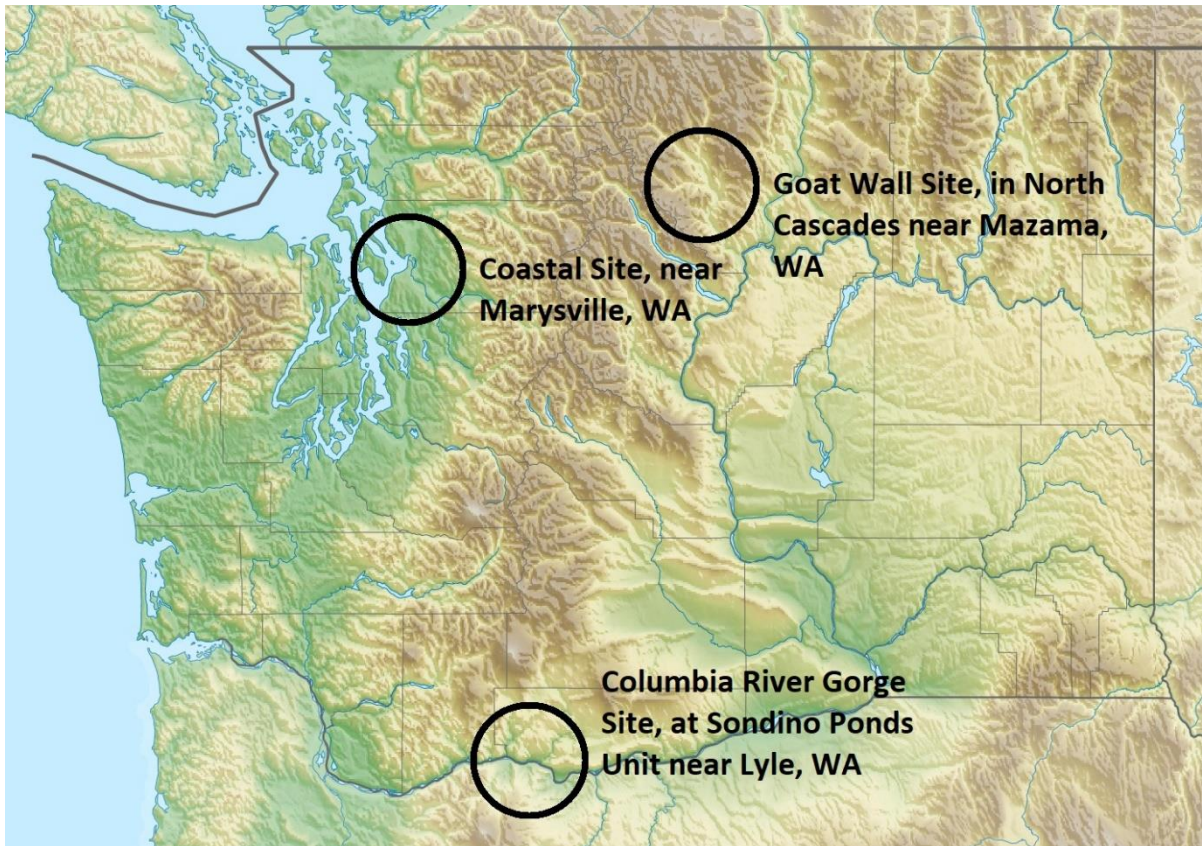 Goat Wall Site, in North
Cascades near Mazama,
WA
Coastal Site, near
Marysville, WA
Columbia River Gorge
Site, at Sondino Ponds
Unit near Lyle, WA